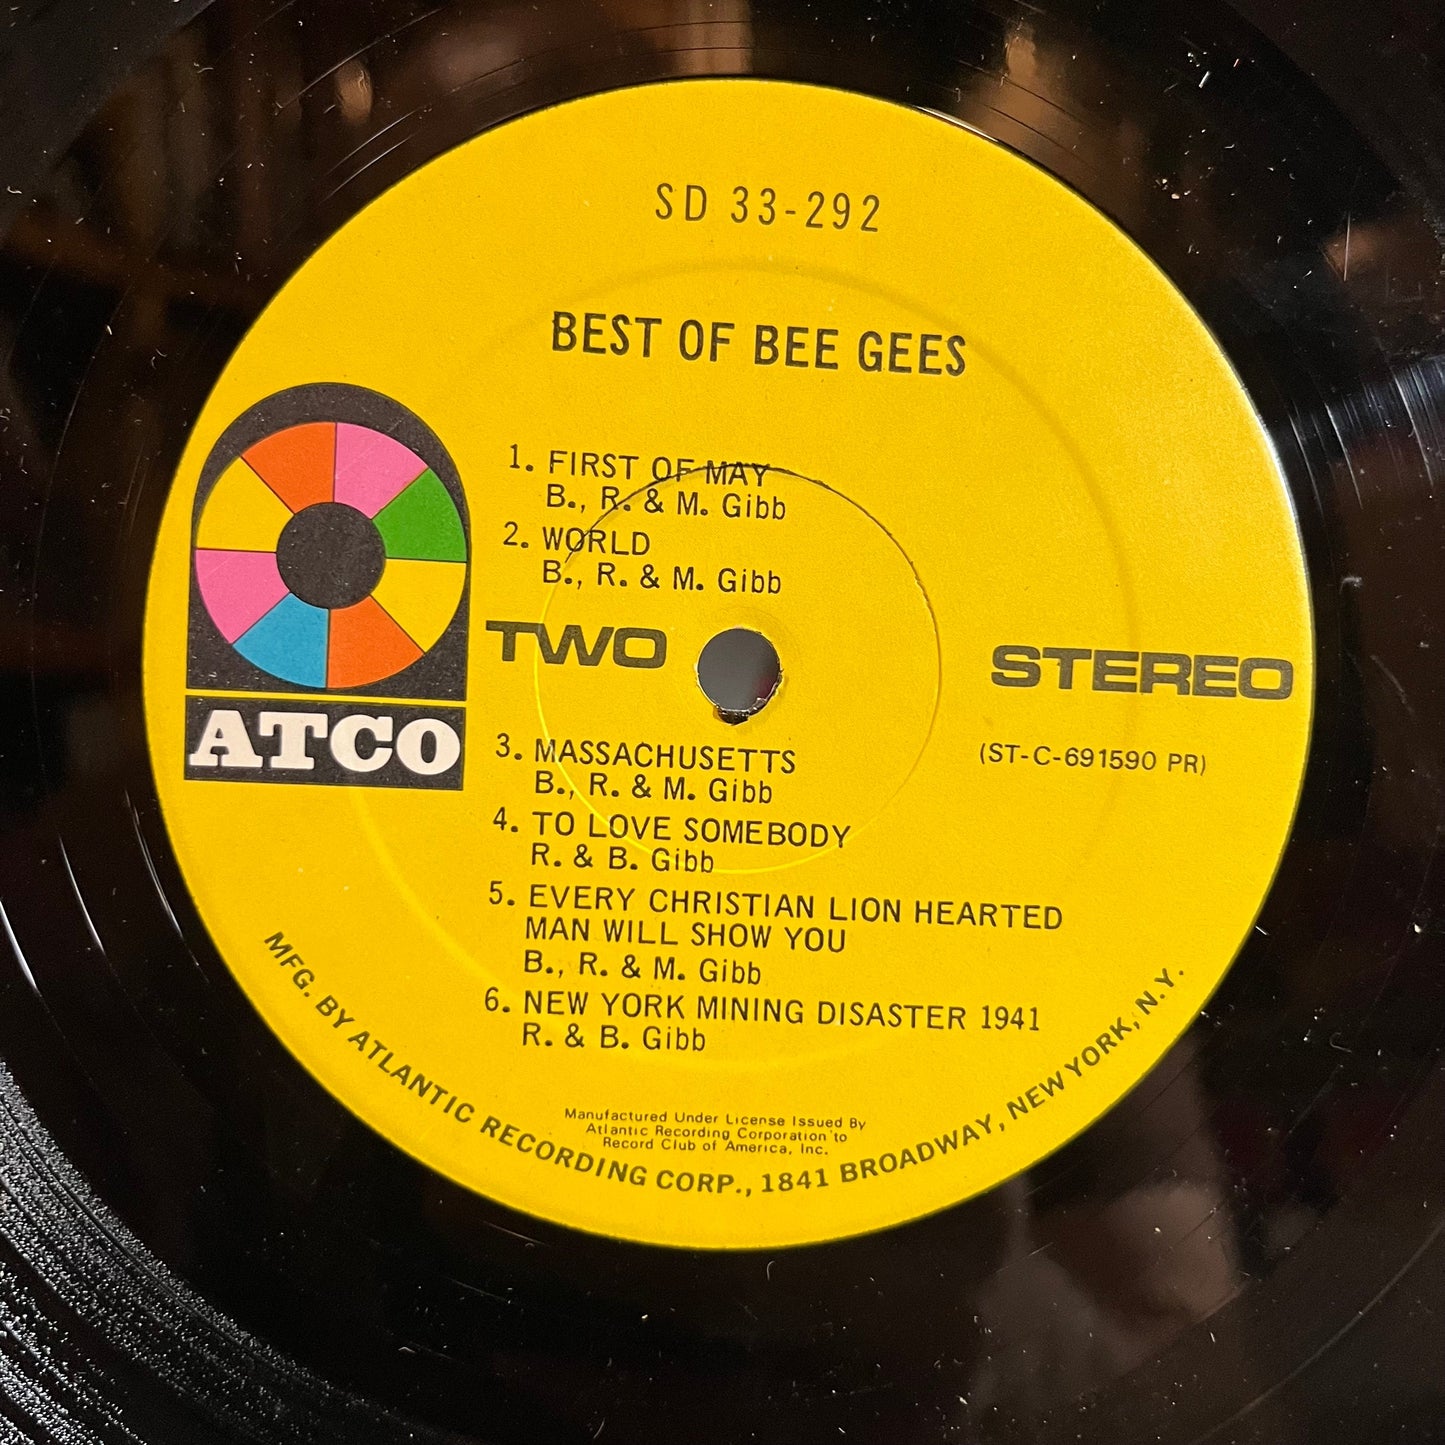 SD 33-292
BEST OF BEE GEES
1. FIRST OF MAY
B., R. & M. Gibb
2. WORLD
B., R. & M. Gibb
TWO
STEREO
ATCO
(ST-C-691590 PR)
3. MASSACHUSETTS
B., R. & M. Gibb
4. TO LOVE SOMEBODY
R. & B. Gibb
5. EVERY CHRISTIAN LION HEARTED
MAN WILL SHOW YOU
B., R. & M. Gibb
6. NEW YORK MINING DISASTER 1941
R. & B. Gibb
Manufactured Under License Issued By
Atlantic Recording Corporation to
Record Club of America, Inc.
MFG. BY ATLANTIC RECORDING CORP., 1841 BROADWAY, NEW YORK, N.Y.